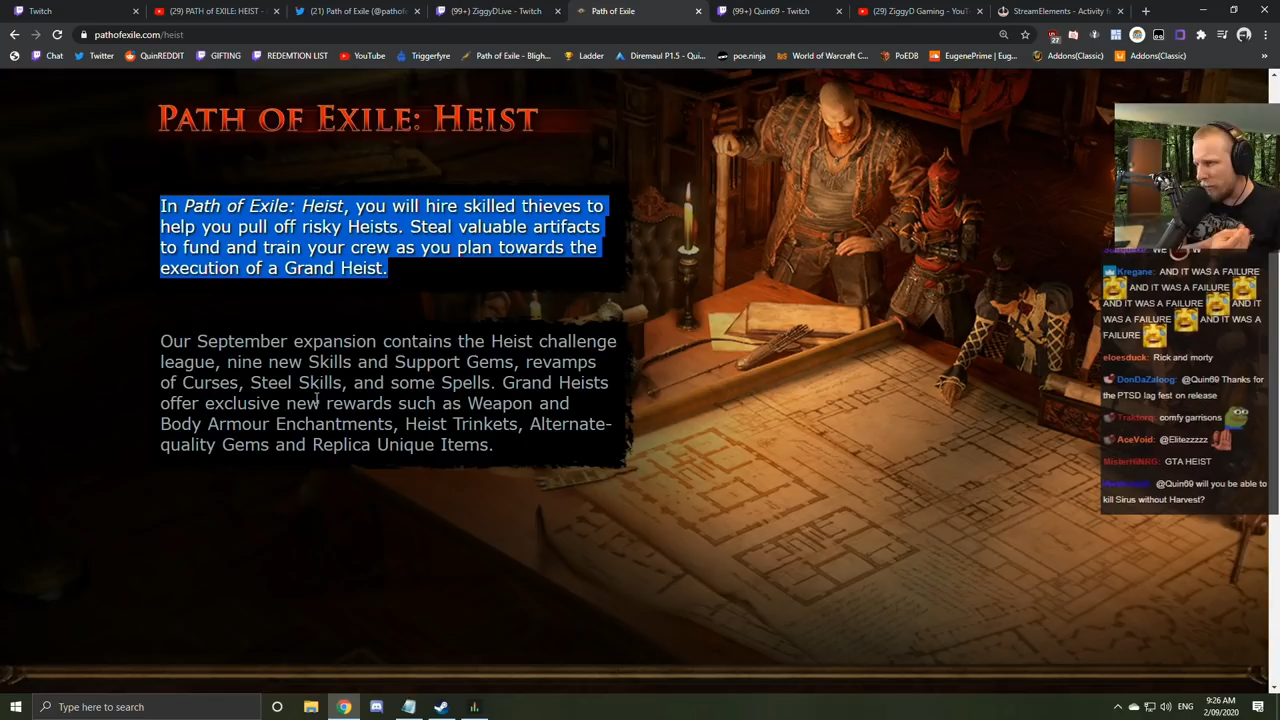 Twitch
(29) PATH OF EXILE: HEIST -
(21) Path of Exile (@pathofe
(99+) ZiggyDLive - Twitch
Path of Exile
(99+) Quin69 - Twitch
(29) ZiggyD Gaming - YouT
StreamElements - Activity f
pathofexile.com/heist
27
Chat
Twitter
QuinREDDIT
GIFTING
REDEMTION LIST
YouTube
Triggerfyre
Path of Exile - Bligh...
Ladder
Diremaul P1.5 - Qui...
poe.ninja
World of Warcraft C...
PoEDB
EugenePrime | Eug...
Addons(Classic)
Addons(Classic)
PATH OF EXILE: HEIST
In Path of Exile: Heist, you will hire skilled thieves to
help you pull off risky Heists. Steal valuable artifacts
to fund and train your crew as you plan towards the
execution of a Grand Heist.
Our September expansion contains the Heist challenge
league, nine new Skills and Support Gems, revamps
of Curses, Steel Skills, and some Spells. Grand Heists
offer exclusive new rewards such as Weapon and
Body Armour Enchantments, Heist Trinkets, Alternate-
quality Gems and Replica Unique Items.
Kregane: AND IT WAS A FAILURE
AND IT WAS A FAILURE
AND IT WAS A FAILURE AND IT
WAS A FAILURE AND IT WAS A
FAILURE
eloesduck: Rick and morty
DonDaZaloog: @Quin69 Thanks for
the PTSD lag fest on release
Traktorq: comfy garrisons
AceVoid: @Elitezzzzz
MisterHiNRG: GTA HEIST
@Quin69 will you be able to
kill Sirus without Harvest?
Type here to search
ENG
9:26 AM
2/09/2020